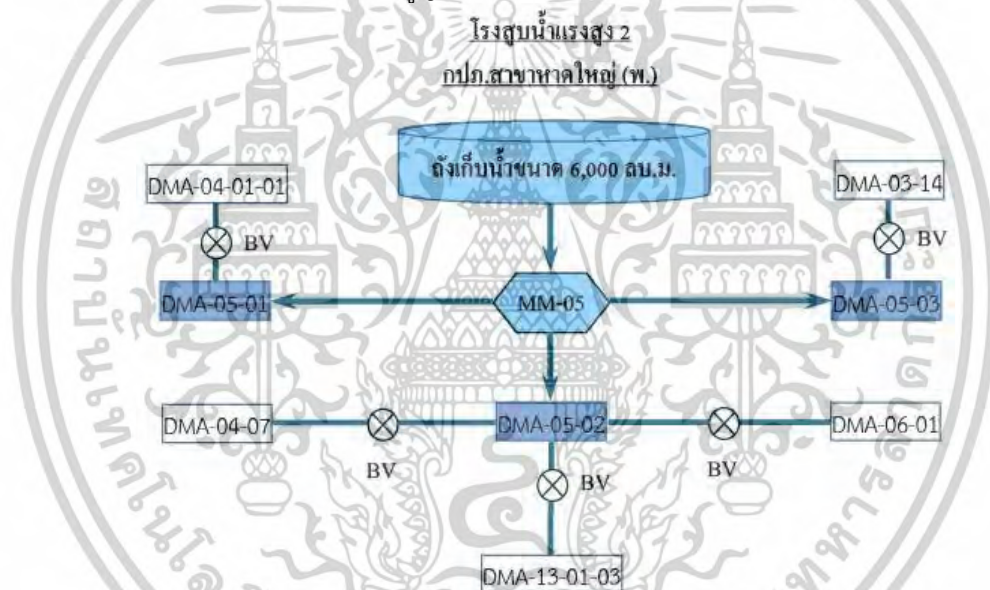 โรงสูบน้ำแรงสูง 2
กปภ.สาขาหาดใหญ่ (พ.)
ถังเก็บน้ำขนาด 6,000 ลบ.ม.
DMA-04-01-01
DMA-03-14
BV
BV
DMA-05-01
MM-05
DMA-05-03
DMA-04-07
DMA-05-02
DMA-06-01
BV
BV
BV
DMA-13-01-03